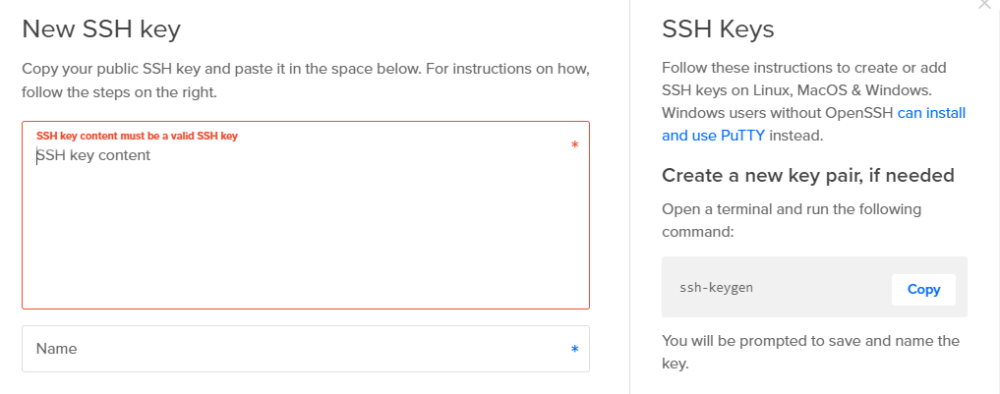 New SSH key
Copy your public SSH key and paste it in the space below. For instructions on how,
follow the steps on the right.
SSH key content must be a valid SSH key
SSH key content
*
Name
*
SSH Keys
Follow these instructions to create or add
SSH keys on Linux, MacOS & Windows.
Windows users without OpenSSH can install
and use PuTTY instead.
Create a new key pair, if needed
Open a terminal and run the following
command:
ssh-keygen
Copy
You will be prompted to save and name the
key.